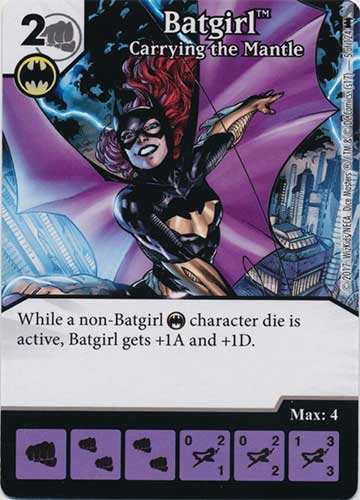 2
Batgirl™
Carrying the Mantle
While a non-Batgirl character die is
active, Batgirl gets +1A and +1D.
Max: 4
0 2
1
0 2
2
1 3
3